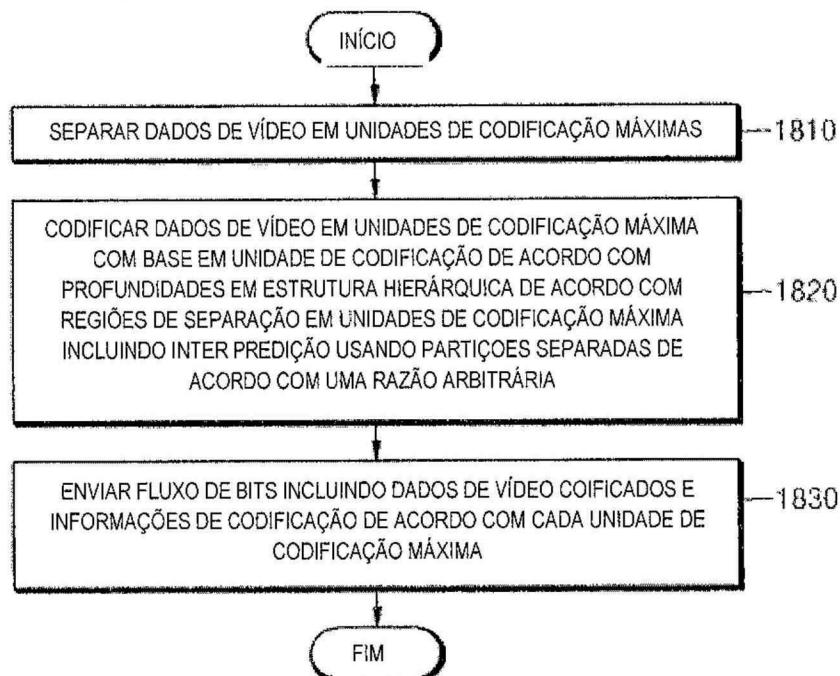 INÍCIO
SEPARAR DADOS DE VÍDEO EM UNIDADES DE CODIFICAÇÃO MÁXIMAS
1810
CODIFICAR DADOS DE VÍDEO EM UNIDADES DE CODIFICAÇÃO MÁXIMA
COM BASE EM UNIDADE DE CODIFICAÇÃO DE ACORDO COM
PROFUNDIDADES EM ESTRUTURA HIERÁRQUICA DE ACORDO COM
REGIÕES DE SEPARAÇÃO EM UNIDADES DE CODIFICAÇÃO MÁXIMA
INCLUINDO INTER PREDIÇÃO USANDO PARTIÇOES SEPARADAS DE
ACORDO COM UMA RAZÃO ARBITRÁRIA
1820
ENVIAR FLUXO DE BITS INCLUINDO DADOS DE VÍDEO COIFICADOS E
INFORMAÇÕES DE CODIFICAÇÃO DE ACORDO COM CADA UNIDADE DE
CODIFICAÇÃO MÁXIMA
1830
FIM